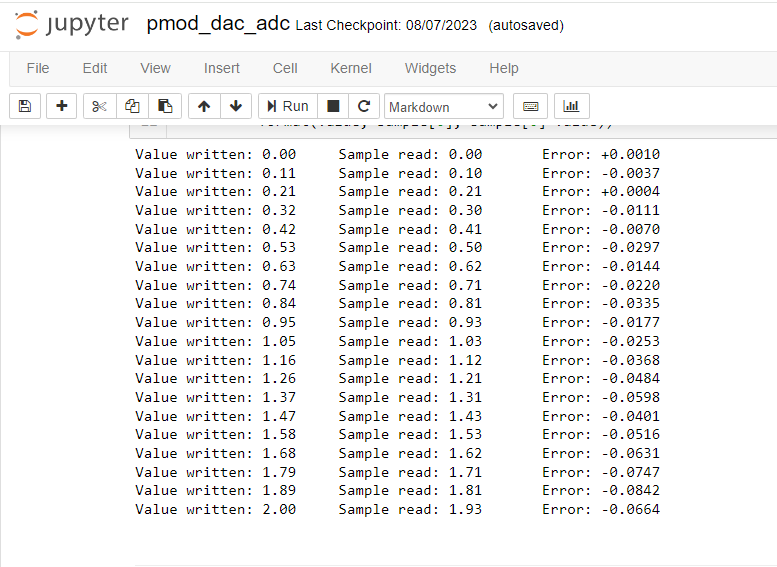 jupyter pmod_dac_adc Last Checkpoint: 08/07/2023 (autosaved)
File Edit View Insert Cell Kernel Widgets Help
Run Markdown
Value written: 0.00 Sample read: 0.00 Error: +0.0010
Value written: 0.11 Sample read: 0.10 Error: -0.0037
Value written: 0.21 Sample read: 0.21 Error: +0.0004
Value written: 0.32 Sample read: 0.30 Error: -0.0111
Value written: 0.42 Sample read: 0.41 Error: -0.0070
Value written: 0.53 Sample read: 0.50 Error: -0.0297
Value written: 0.63 Sample read: 0.62 Error: -0.0144
Value written: 0.74 Sample read: 0.71 Error: -0.0220
Value written: 0.84 Sample read: 0.81 Error: -0.0335
Value written: 0.95 Sample read: 0.93 Error: -0.0177
Value written: 1.05 Sample read: 1.03 Error: -0.0253
Value written: 1.16 Sample read: 1.12 Error: -0.0368
Value written: 1.26 Sample read: 1.21 Error: -0.0484
Value written: 1.37 Sample read: 1.31 Error: -0.0598
Value written: 1.47 Sample read: 1.43 Error: -0.0401
Value written: 1.58 Sample read: 1.53 Error: -0.0516
Value written: 1.68 Sample read: 1.62 Error: -0.0631
Value written: 1.79 Sample read: 1.71 Error: -0.0747
Value written: 1.89 Sample read: 1.81 Error: -0.0842
Value written: 2.00 Sample read: 1.93 Error: -0.0664